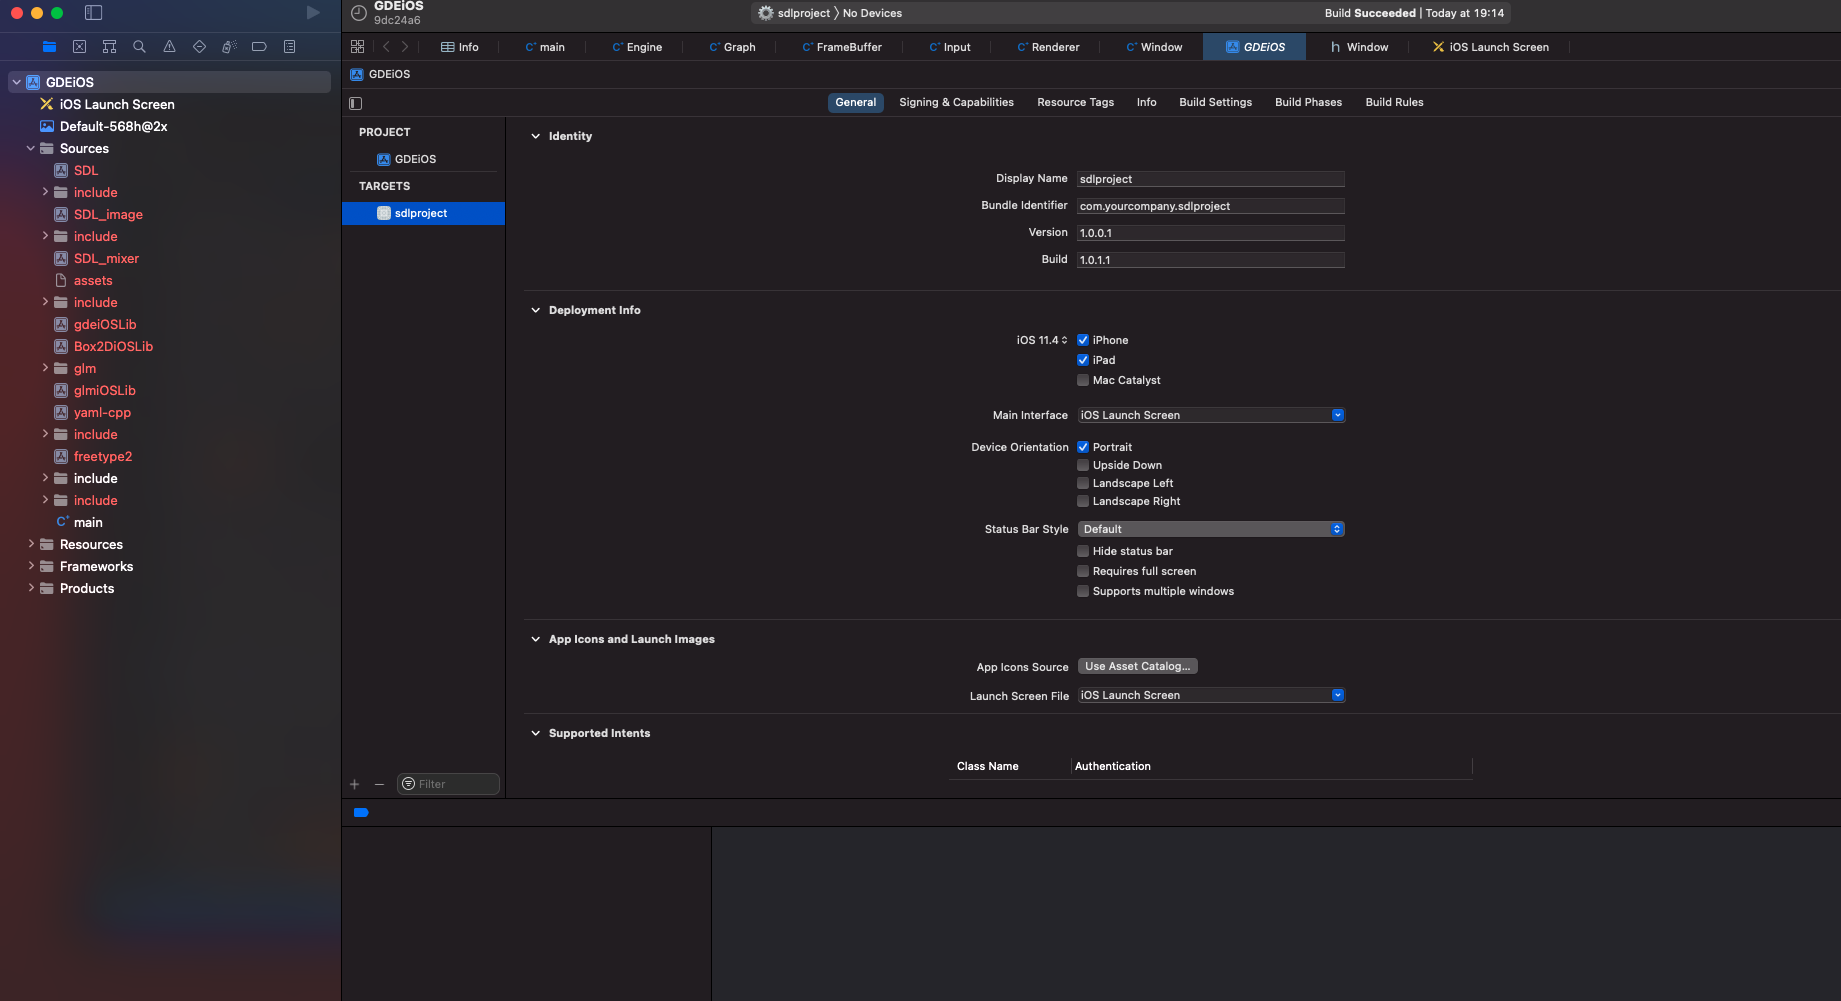 GDEiOS
9dc24a6
sdlproject 〉 No Devices
Build Succeeded | Today at 19:14
Info
main
Engine
Graph
FrameBuffer
Input
Renderer
Window
GDEiOS
Window
iOS Launch Screen
GDEiOS
GDEiOS
iOS Launch Screen
Default-568h@2x
Sources
SDL
include
SDL_image
include
SDL_mixer
assets
include
gdeiOSLib
Box2DiOSLib
glm
glmiOSLib
yaml-cpp
include
freetype2
include
include
main
Resources
Frameworks
Products
General
Signing & Capabilities
Resource Tags
Info
Build Settings
Build Phases
Build Rules
PROJECT
GDEiOS
TARGETS
sdlproject
Filter
Identity
Display Name sdlproject
Bundle Identifier com.yourcompany.sdlproject
Version 1.0.0.1
Build 1.0.1.1
Deployment Info
iOS 11.4 iPhone
iPad
Mac Catalyst
Main Interface iOS Launch Screen
Device Orientation Portrait
Upside Down
Landscape Left
Landscape Right
Status Bar Style Default
Hide status bar
Requires full screen
Supports multiple windows
App Icons and Launch Images
App Icons Source Use Asset Catalog...
Launch Screen File iOS Launch Screen
Supported Intents
Class Name Authentication